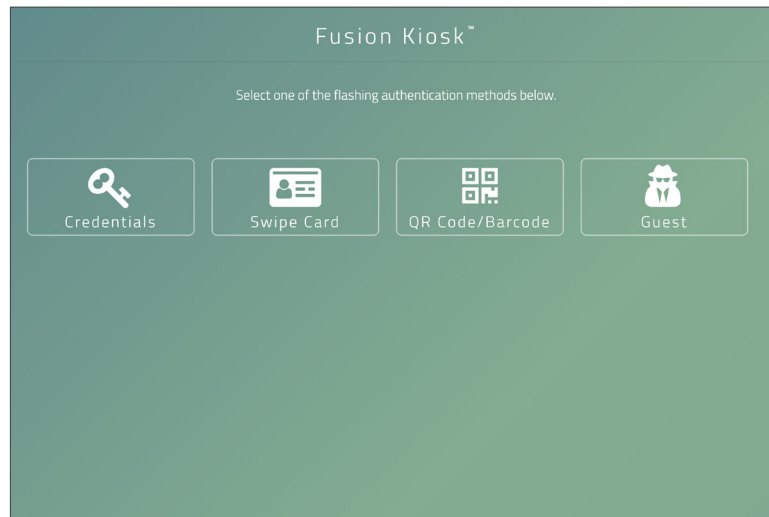 Fusion Kiosk™
Select one of the flashing authentication methods below.
Credentials
Swipe Card
QR Code/Barcode
Guest